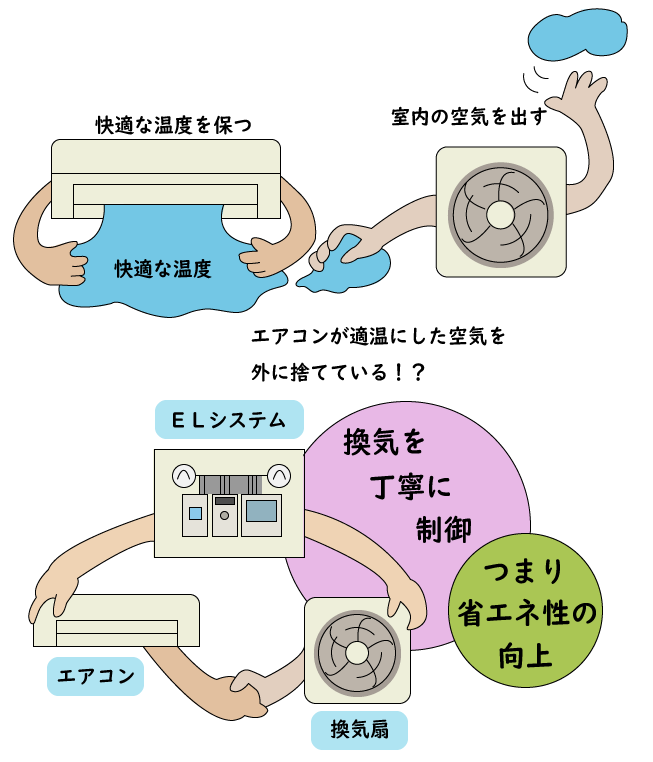 快適な温度を保つ
室内の空気を出す
快適な温度
エアコンが適温にした空気を
外に捨てている！？
ＥＬシステム
換気を
丁寧に
制御
つまり
省エネ性の
向上
エアコン
換気扇